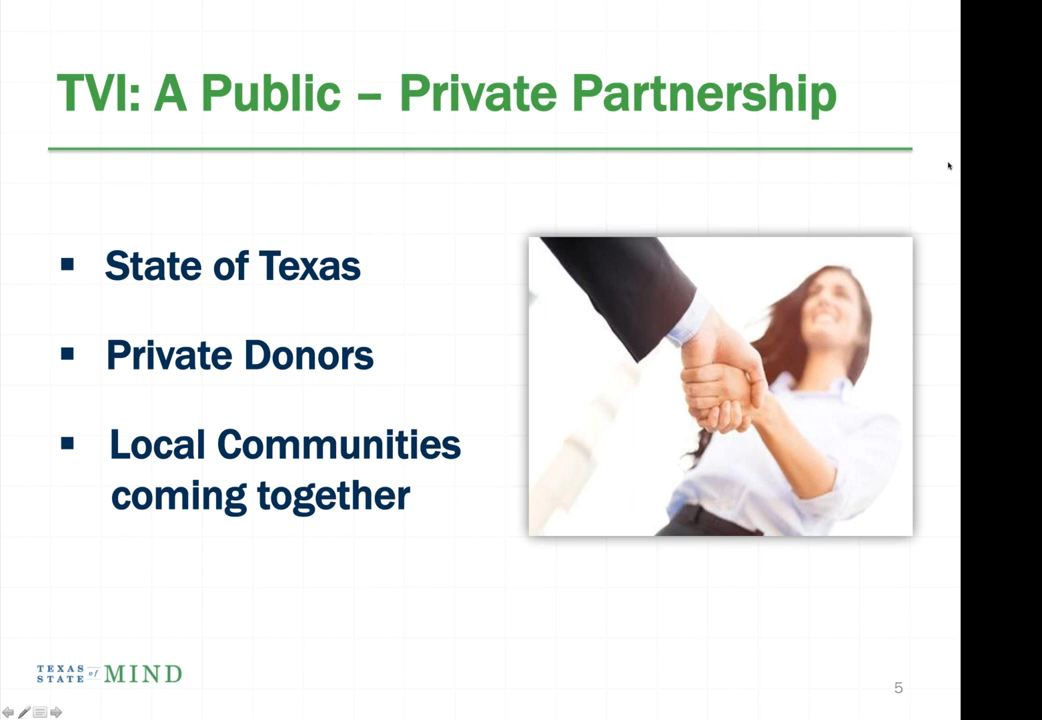 TVI: A Public – Private Partnership
▪ State of Texas
▪ Private Donors
▪ Local Communities
coming together
TEXAS
STATE of MIND
5